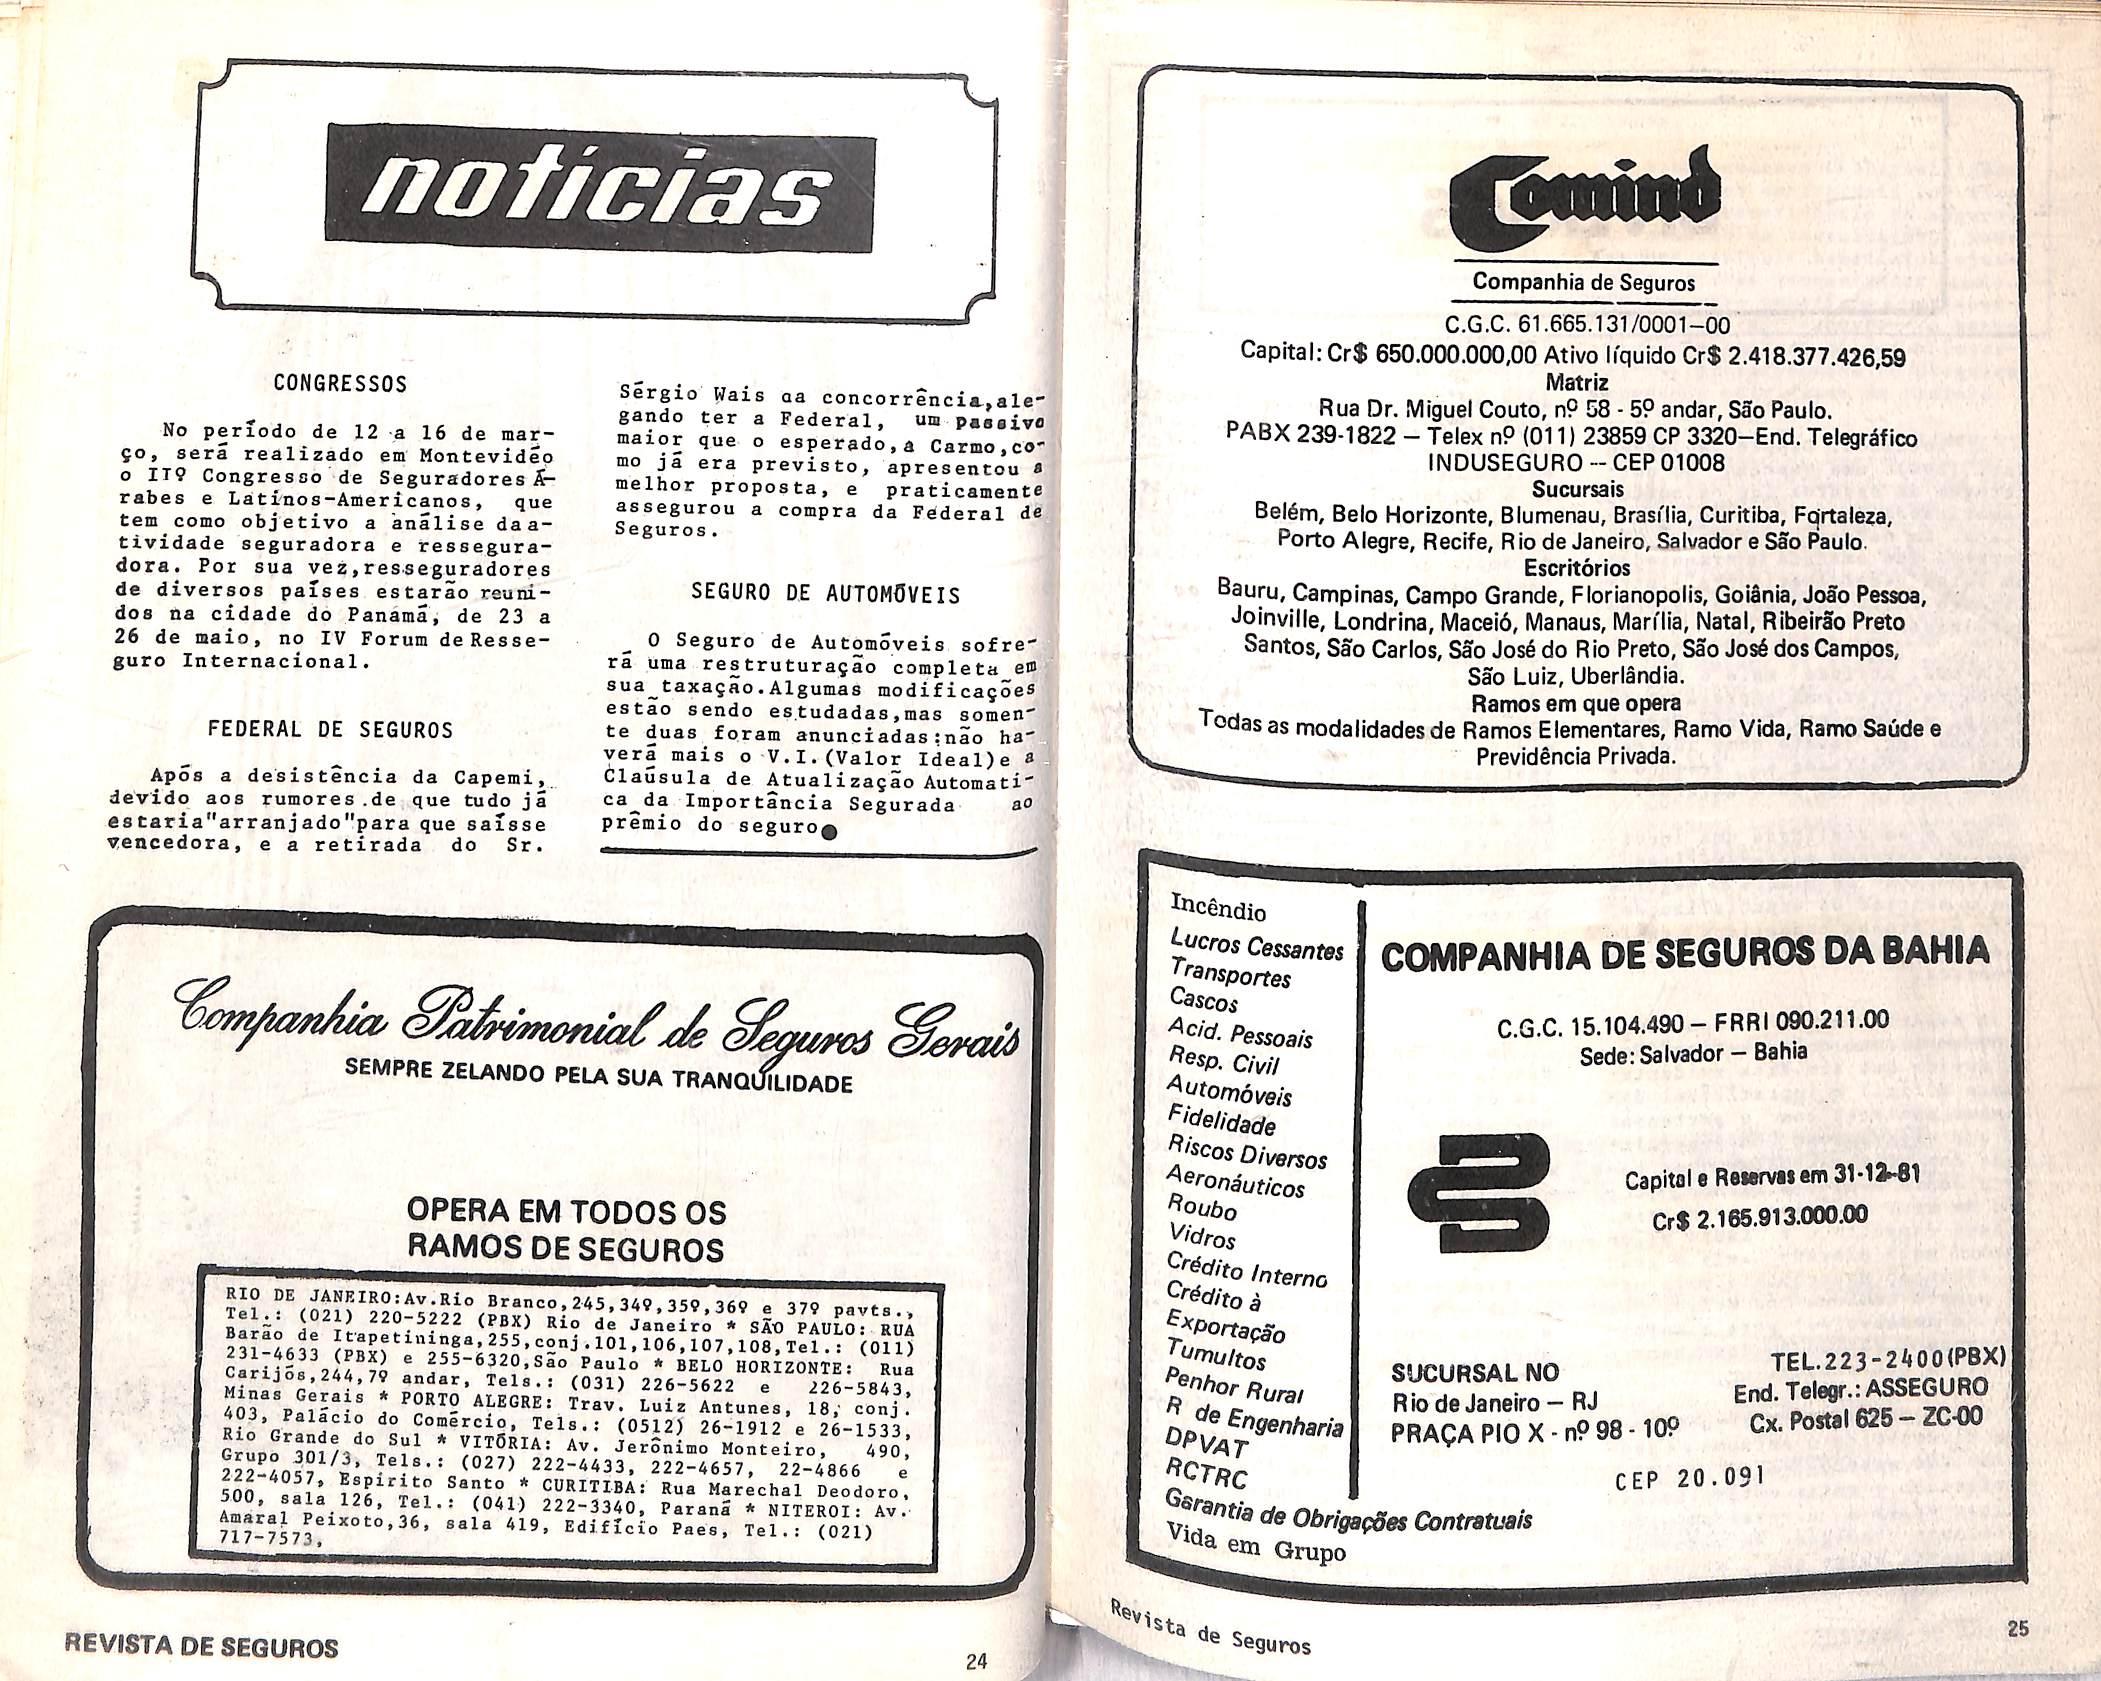 notícias
CONGRESSOS
No período de 12 a 16 de mar-
ço, será realizado em Montevidéo
o IIº Congresso de Seguradores Á-
rabes e Latinos-Americanos, que
tem como objetivo a análise da a-
tividade seguradora e ressegura-
dora. Por sua vez,resseguradores
de diversos países estarão reuni-
dos na cidade do Panamá, de 23 a
26 de maio, no IV Forum de Resse-
guro Internacional.
FEDERAL DE SEGUROS
Após a desistência da Capemi,
devido aos rumores de que tudo já
estaria"arranjado"para que saísse
vencedora, e a retirada do Sr.
Sérgio Wais da concorrência,ale-
gando ter a Federal, um passivo
maior que o esperado,a Carmo,co-
mo já era previsto, apresentou a
melhor proposta, e praticamente
assegurou a compra da Federal de
Seguros.
SEGURO DE AUTOMÓVEIS
O Seguro de Automóveis sofre-
rá uma restruturação completa em
sua taxação.Algumas modificações
estão sendo estudadas,mas somen-
te duas foram anunciadas:não ha-
verá mais o V.I.(Valor Ideal)e a
Claúsula de Atualização Automati-
ca da Importância Segurada ao
prêmio do seguro
Companhia Patrimonial de Seguros Gerais
SEMPRE ZELANDO PELA SUA TRANQUILIDADE
OPERA EM TODOS OS
RAMOS DE SEGUROS
RIO DE JANEIRO:Av.Rio Branco,245,34º,35º,36º e 37º pavts.,
Tel.: (021) 220-5222 (PBX) Rio de Janeiro * SÃO PAULO: RUA
Barão de Itapetininga,255,conj.101,106,107,108,Tel.: (011)
231-4633 (PBX) e 255-6320,São Paulo * BELO HORIZONTE: Rua
Carijós,244,7º andar, Tels.: (031) 226-5622 e 226-5843,
Minas Gerais * PORTO ALEGRE: Trav. Luiz Antunes, 18, conj.
403, Palácio do Comércio, Tels.: (0512) 26-1912 e 26-1533,
Rio Grande do Sul * VITÓRIA: Av. Jerônimo Monteiro, 490,
Grupo 301/3, Tels.: (027) 222-4433, 222-4657, 22-4866 e
222-4057, Espirito Santo * CURITIBA: Rua Marechal Deodoro,
500, sala 126, Tel.: (041) 222-3340, Paraná * NITEROI: Av.
Amaral Peixoto,36, sala 419, Edifício Paes, Tel.: (021)
717-7573,
REVISTA DE SEGUROS
24
Comind
Companhia de Seguros
C.G.C. 61.665.131/0001-00
Capital: Cr$ 650.000.000,00 Ativo líquido Cr$ 2.418.377.426,59
Matriz
Rua Dr. Miguel Couto, nº 58 - 5º andar, São Paulo.
PABX 239-1822 — Telex nº (011) 23859 CP 3320—End. Telegráfico
INDUSEGURO -- CEP 01008
Sucursais
Belém, Belo Horizonte, Blumenau, Brasília, Curitiba, Fortaleza,
Porto Alegre, Recife, Rio de Janeiro, Salvador e São Paulo.
Escritórios
Bauru, Campinas, Campo Grande, Florianopolis, Goiânia, João Pessoa,
Joinville, Londrina, Maceió, Manaus, Marília, Natal, Ribeirão Preto
Santos, São Carlos, São José do Rio Preto, São José dos Campos,
São Luiz, Uberlândia.
Ramos em que opera
Todas as modalidades de Ramos Elementares, Ramo Vida, Ramo Saúde e
Previdência Privada.
Incêndio
Lucros Cessantes
Transportes
Cascos
Acid. Pessoais
Resp. Civil
Automóveis
Fidelidade
Riscos Diversos
Aeronáuticos
Roubo
Vidros
Crédito Interno
Crédito à
Exportação
Tumultos
Penhor Rural
R de Engenharia
DPVAT
RCTRC
Garantia de Obrigações Contratuais
Vida em Grupo
COMPANHIA DE SEGUROS DA BAHIA
C.G.C. 15.104.490 — FRRI 090.211.00
Sede: Salvador — Bahia
Capital e Reservas em 31-12-81
Cr$ 2.165.913.000.00
SUCURSAL NO
Rio de Janeiro — RJ
PRAÇA PIO X - nº 98 - 10º
TEL.223-2400(PBX)
End. Telegr.: ASSEGURO
Cx. Postal 625 — ZC-00
CEP 20.091
Revista de Seguros
25